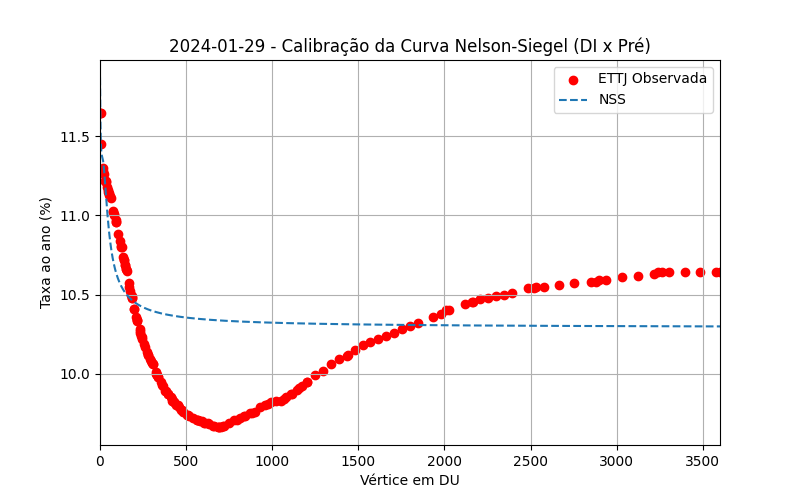 2024-01-29 - Calibração da Curva Nelson-Siegel (DI x Pré)
ETTJ Observada
NSS
Taxa ao ano (%)
11.5
11.0
10.5
10.0
0 500 1000 1500 2000 2500 3000 3500
Vértice em DU